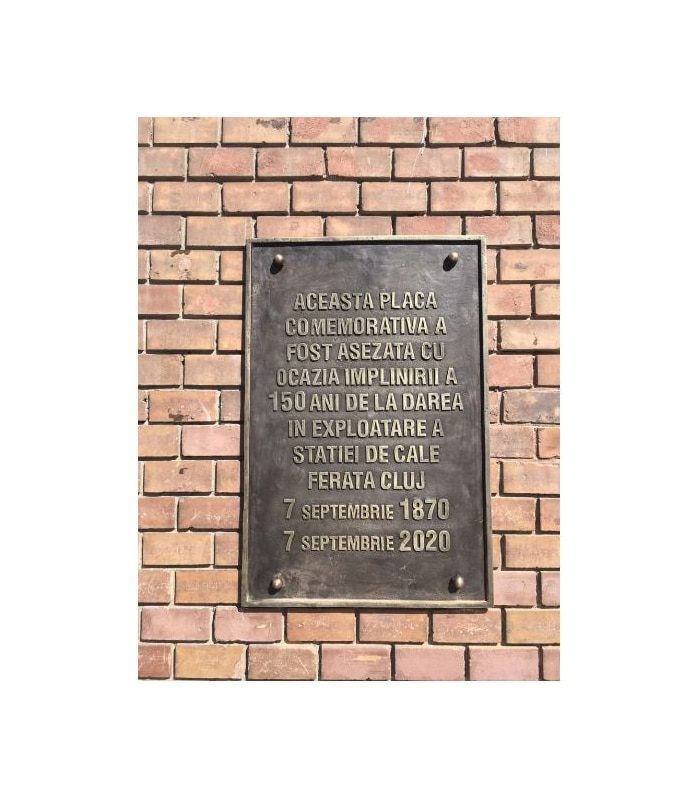 ACEASTA PLACA
COMEMORATIVA A
FOST ASEZATA CU
OCAZIA IMPLINIRII A
150 ANI DE LA DAREA
IN EXPLOATARE A
STATIEI DE CALE
FERATA CLUJ
7 SEPTEMBRIE 1870
7 SEPTEMBRIE 2020